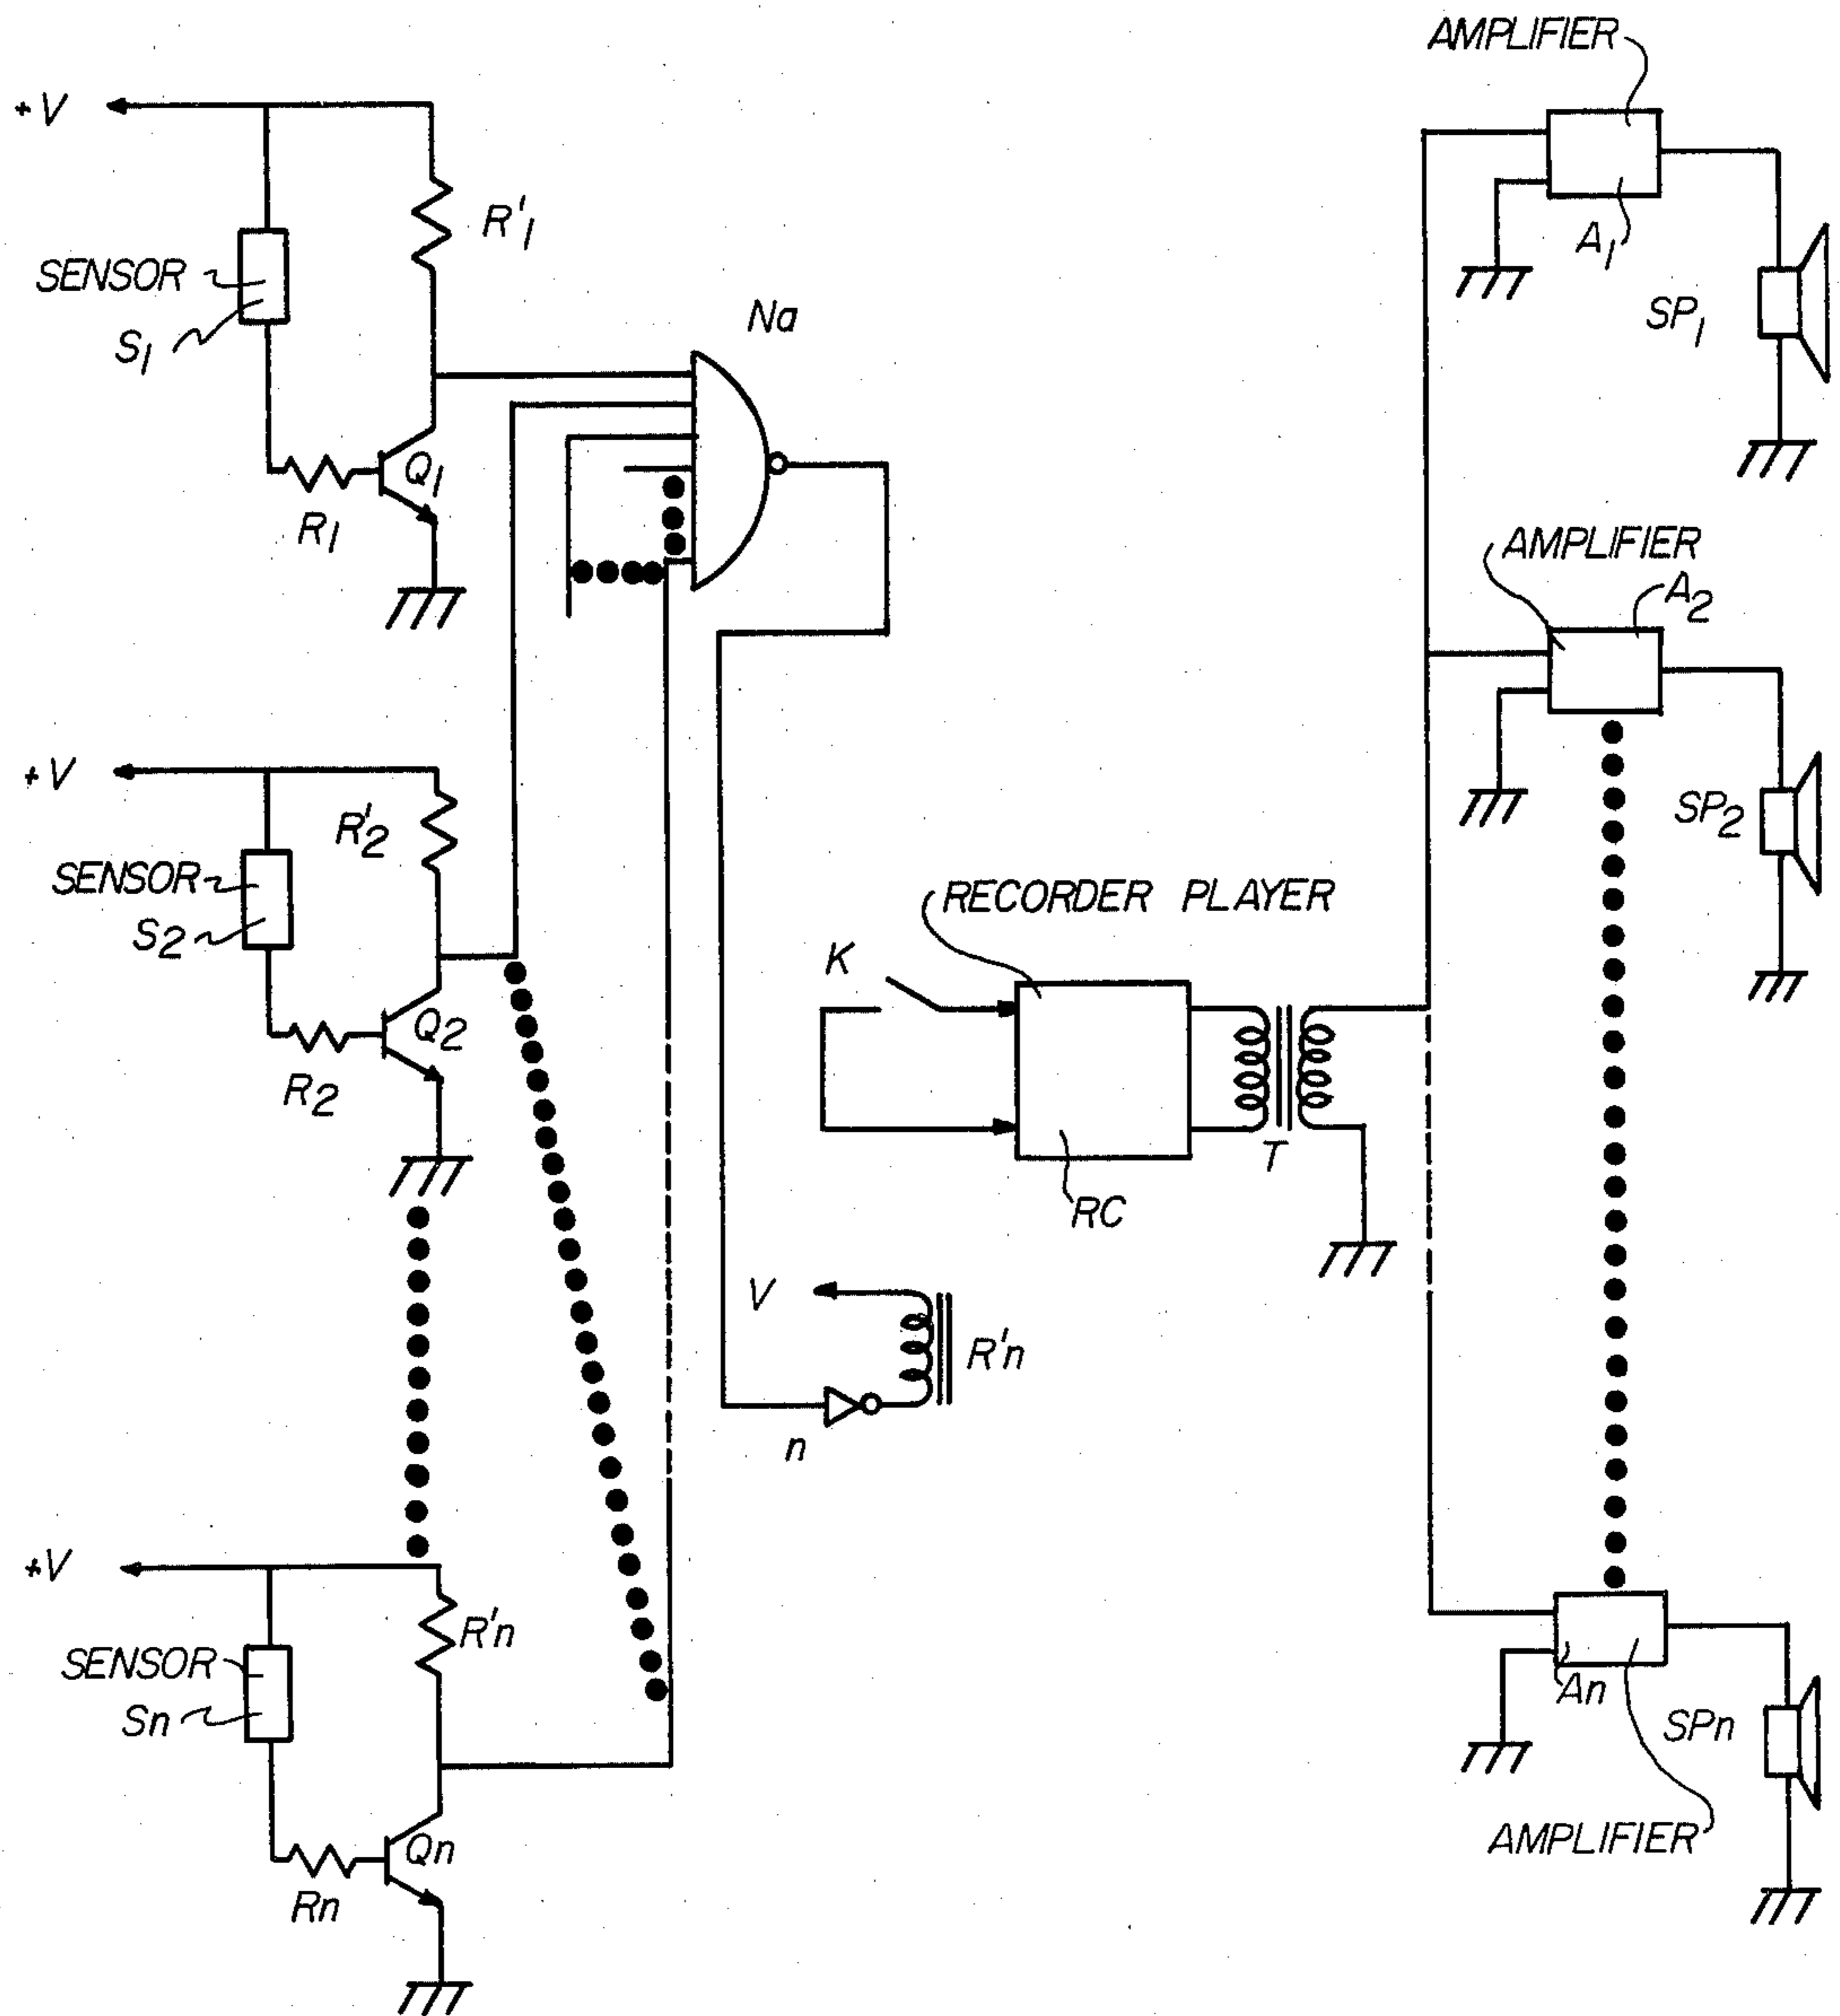 AMPLIFIER
+V
R'1
A1
SENSOR
S1
Na
SP1
Q1
R1
AMPLIFIER
A2
+V
R'2
SP2
SENSOR
S2
RECORDER PLAYER
K
Q2
R2
T
RC
V
R'n
n
+V
R'n
SENSOR
Sn
An
SPn
AMPLIFIER
Qn
Rn